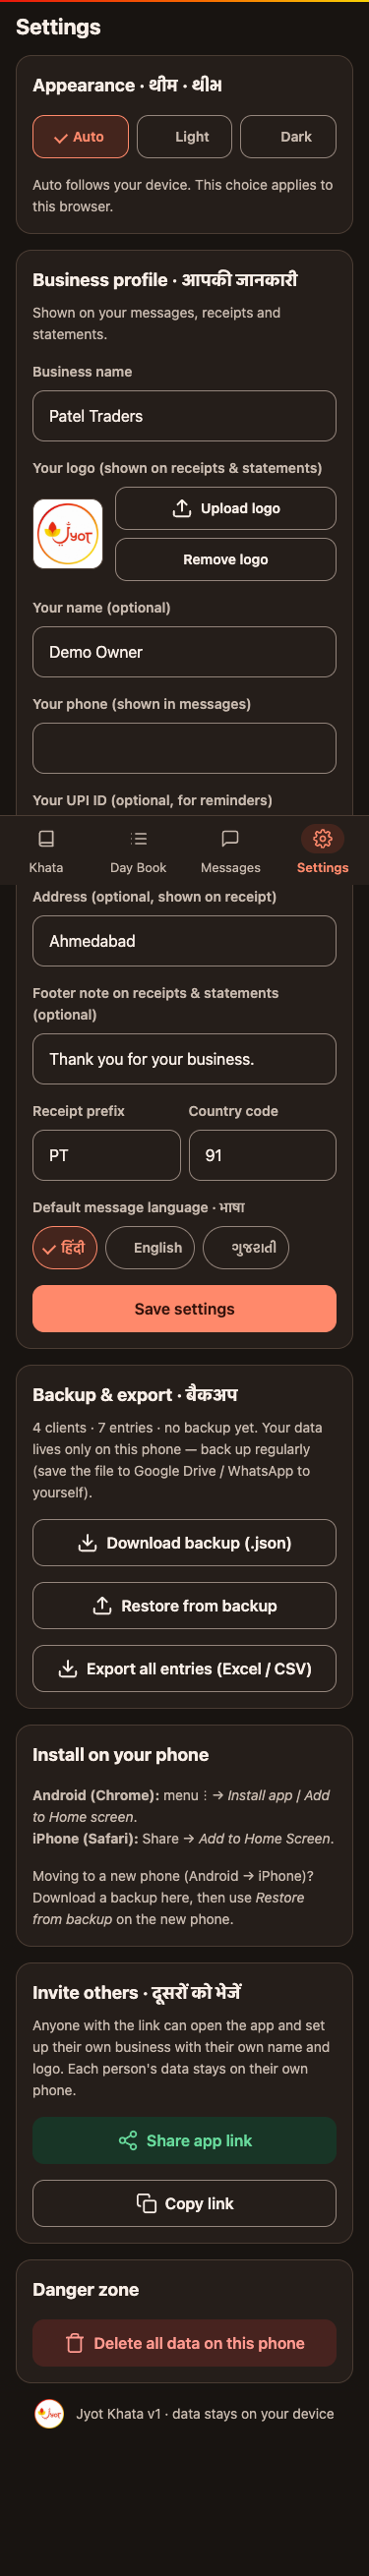 Settings
Appearance · थीम · થીમ
Auto
Light
Dark
Auto follows your device. This choice applies to
this browser.
Business profile · आपकी जानकारी
Shown on your messages, receipts and
statements.
Business name
Patel Traders
Your logo (shown on receipts & statements)
Upload logo
Remove logo
Your name (optional)
Demo Owner
Your phone (shown in messages)
Your UPI ID (optional, for reminders)
Khata
Day Book
Messages
Settings
Address (optional, shown on receipt)
Ahmedabad
Footer note on receipts & statements
(optional)
Thank you for your business.
Receipt prefix
Country code
PT
91
Default message language · भाषा
हिंदी
English
ગુજરાતી
Save settings
Backup & export · बैकअप
4 clients · 7 entries · no backup yet. Your data
lives only on this phone — back up regularly
(save the file to Google Drive / WhatsApp to
yourself).
Download backup (.json)
Restore from backup
Export all entries (Excel / CSV)
Install on your phone
Android (Chrome): menu ⋮ → Install app / Add
to Home screen.
iPhone (Safari): Share → Add to Home Screen.
Moving to a new phone (Android → iPhone)?
Download a backup here, then use Restore
from backup on the new phone.
Invite others · दूसरों को भेजें
Anyone with the link can open the app and set
up their own business with their own name and
logo. Each person's data stays on their own
phone.
Share app link
Copy link
Danger zone
Delete all data on this phone
Jyot Khata v1 · data stays on your device